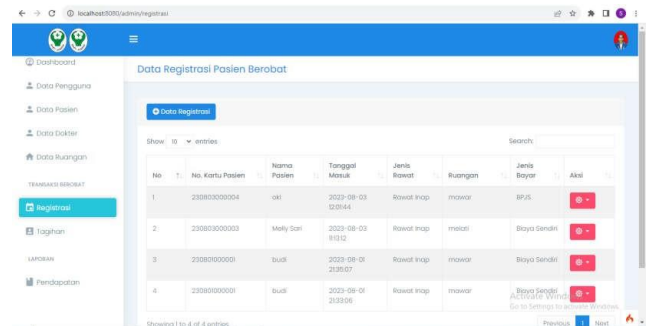 localhost:8080/admin/registrasi
Dashboard
Data Pengguna
Data Pasien
Data Dokter
Data Ruangan
TRANSAKSI BEROBAT
Registrasi
Tagihan
LAPORAN
Pendapatan
Data Registrasi Pasien Berobat
Data Registrasi
Show 10 entries
Search:
No No. Kartu Pasien Nama Pasien Tanggal Masuk Jenis Rawat Ruangan Jenis Bayar Aksi
1 230803000004 oki 2023-08-03 12:01:44 Rawat Inap mawar BPJS
2 230803000003 Melly Sari 2023-08-03 11:13:12 Rawat Inap melati Biaya Sendiri
3 230801000001 budi 2023-08-01 21:35:07 Rawat Inap mawar Biaya Sendiri
4 230801000001 budi 2023-08-01 21:33:06 Rawat Inap mawar Biaya Sendiri
Activate Windows
Go to Settings to activate Windows.
Showing 1 to 4 of 4 entries
Previous 1 Next